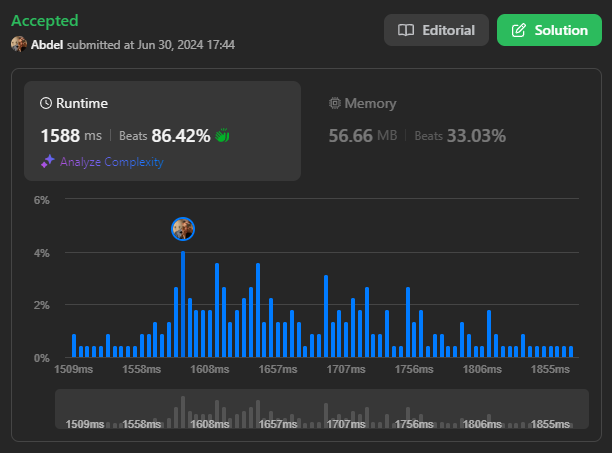 Accepted
Abdel submitted at Jun 30, 2024 17:44
Editorial
Solution
Runtime
1588 ms | Beats 86.42%
Analyze Complexity
Memory
56.66 MB | Beats 33.03%
6%
4%
2%
0%
1509ms 1558ms 1608ms 1657ms 1707ms 1756ms 1806ms 1855ms
1509ms 1558ms 1608ms 1657ms 1707ms 1756ms 1806ms 1855ms